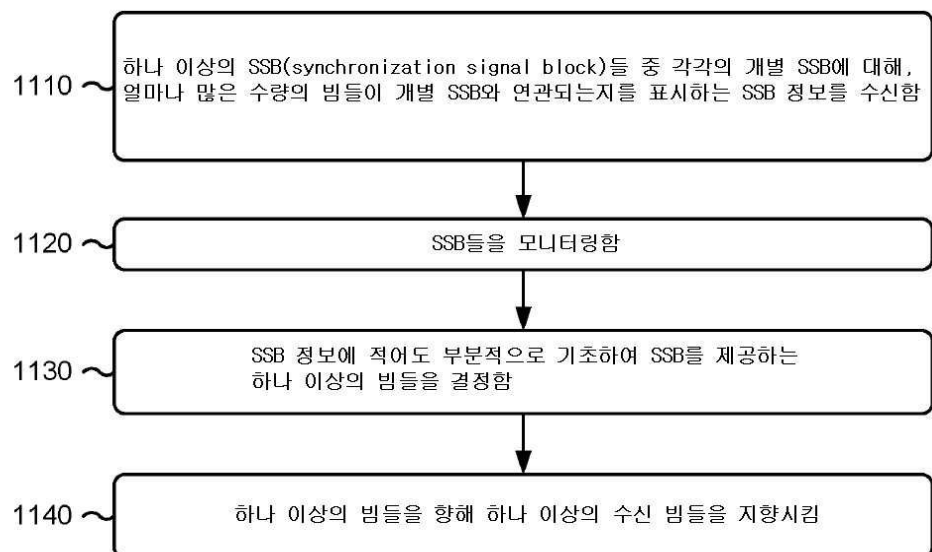 1110
하나 이상의 SSB(synchronization signal block)들 중 각각의 개별 SSB에 대해,
얼마나 많은 수량의 빔들이 개별 SSB와 연관되는지를 표시하는 SSB 정보를 수신함
1120
SSB들을 모니터링함
1130
SSB 정보에 적어도 부분적으로 기초하여 SSB를 제공하는
하나 이상의 빔들을 결정함
1140
하나 이상의 빔들을 향해 하나 이상의 수신 빔들을 지향시킴